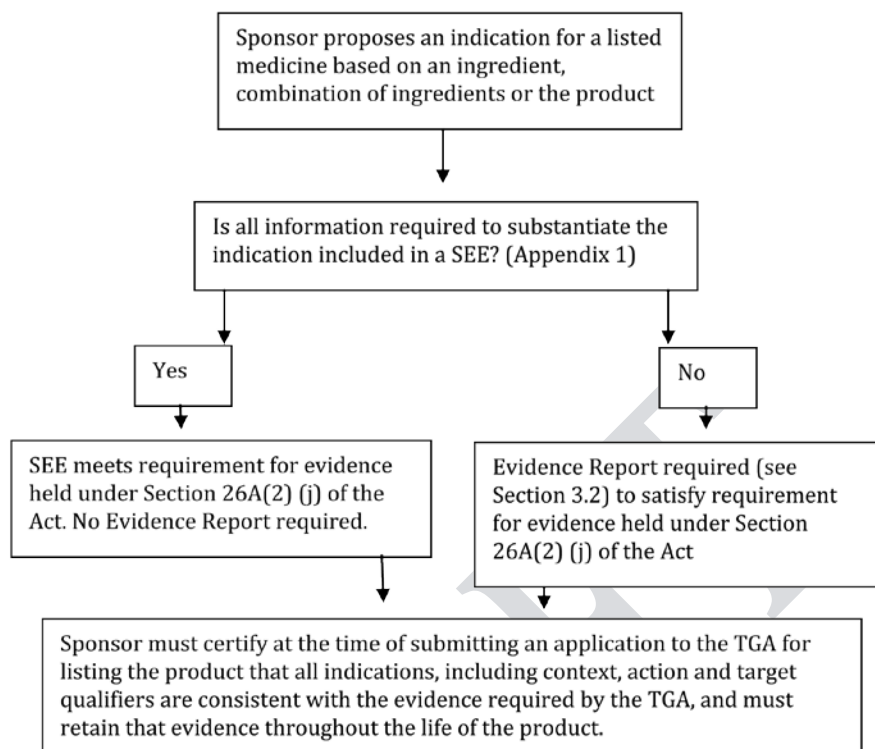 Sponsor proposes an indication for a listed
medicine based on an ingredient,
combination of ingredients or the product
Is all information required to substantiate the
indication included in a SEE? (Appendix 1)
Yes
No
SEE meets requirement for evidence
held under Section 26A(2) (j) of the
Act. No Evidence Report required.
Evidence Report required (see
Section 3.2) to satisfy requirement
for evidence held under Section
26A(2) (j) of the Act
Sponsor must certify at the time of submitting an application to the TGA for
listing the product that all indications, including context, action and target
qualifiers are consistent with the evidence required by the TGA, and must
retain that evidence throughout the life of the product.